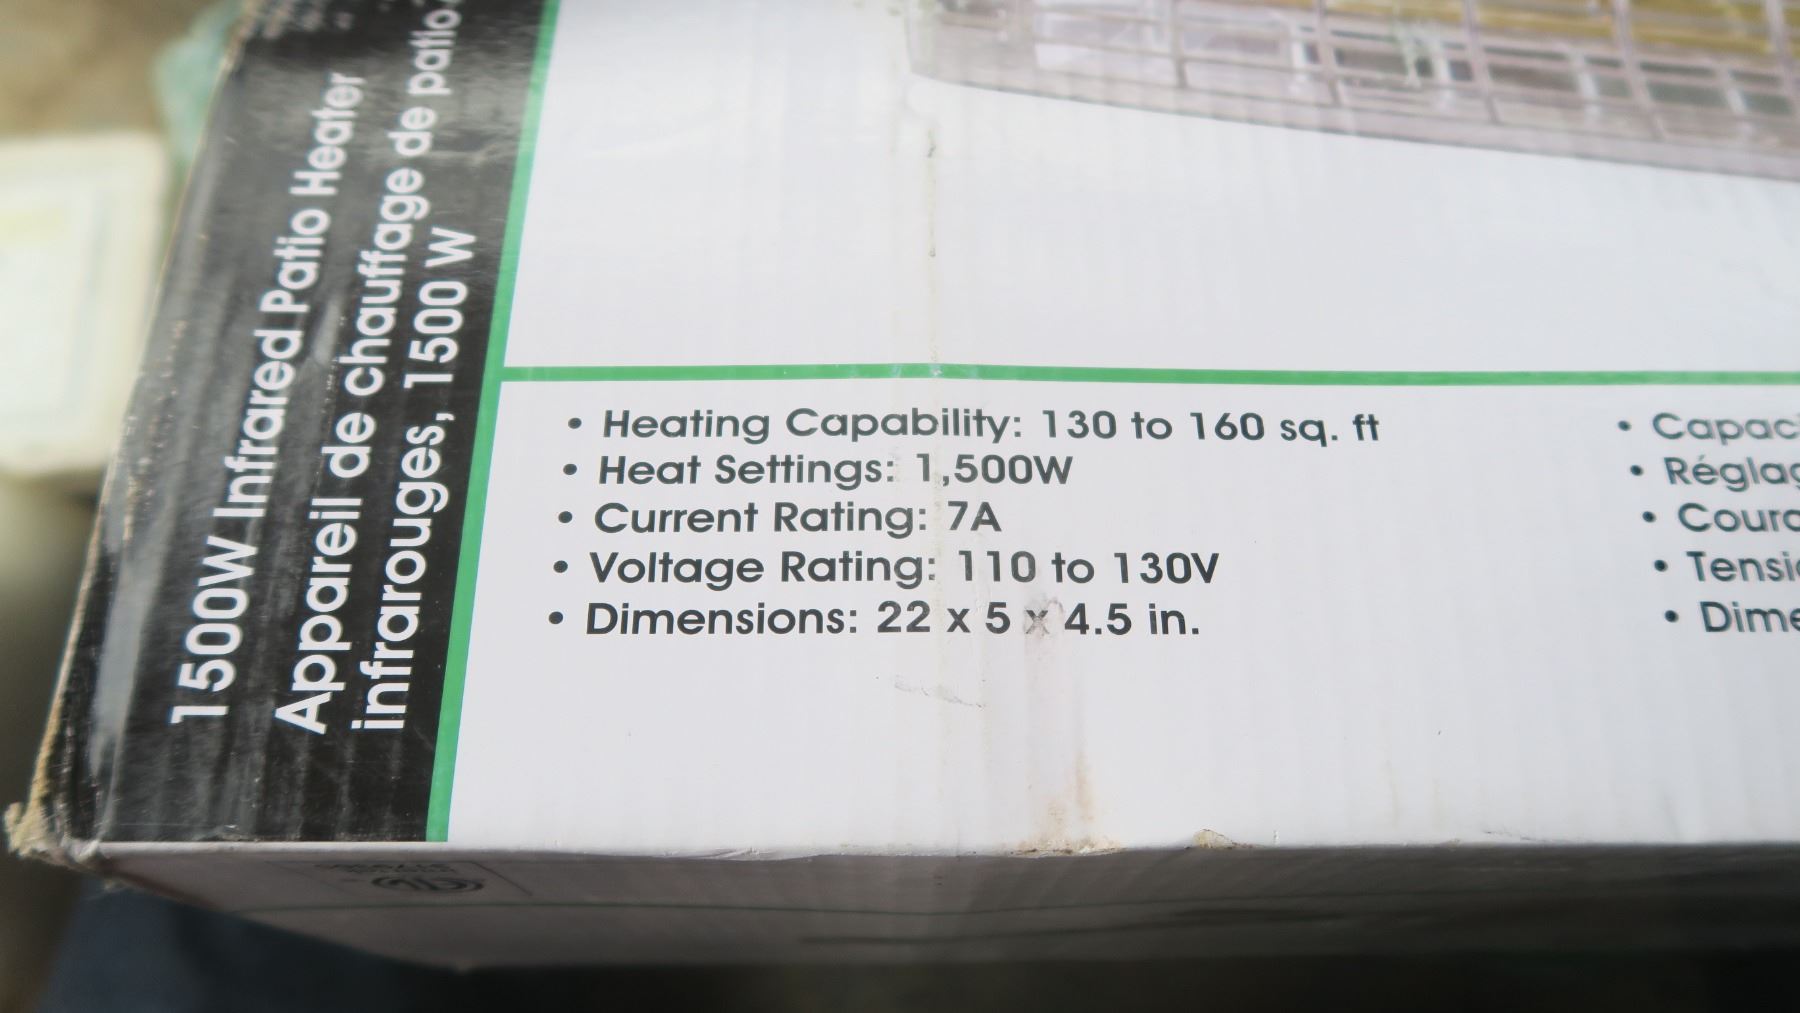 1500W Infrared Patio Heater
Appareil de chauffage de patio
infrarouges, 1500 W
• Heating Capability: 130 to 160 sq. ft
• Heat Settings: 1,500W
• Current Rating: 7A
• Voltage Rating: 110 to 130V
• Dimensions: 22 x 5 x 4.5 in.
• Capaci
• Réglag
• Coura
• Tensio
• Dime